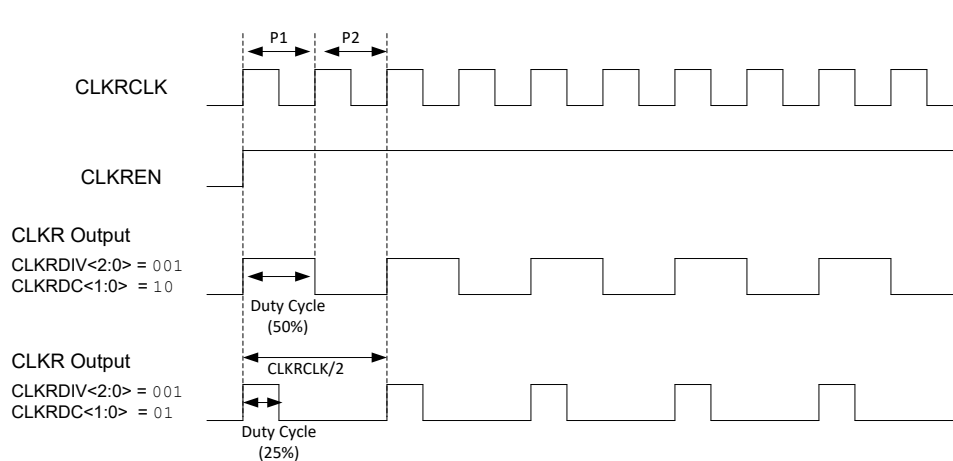 P1 P2
CLKRCLK
CLKREN
CLKR Output
CLKRDIV<2:0> = 001
CLKRDC<1:0> = 10
Duty Cycle
(50%)
CLKR Output
CLKRCLK/2
CLKRDIV<2:0> = 001
CLKRDC<1:0> = 01
Duty Cycle
(25%)